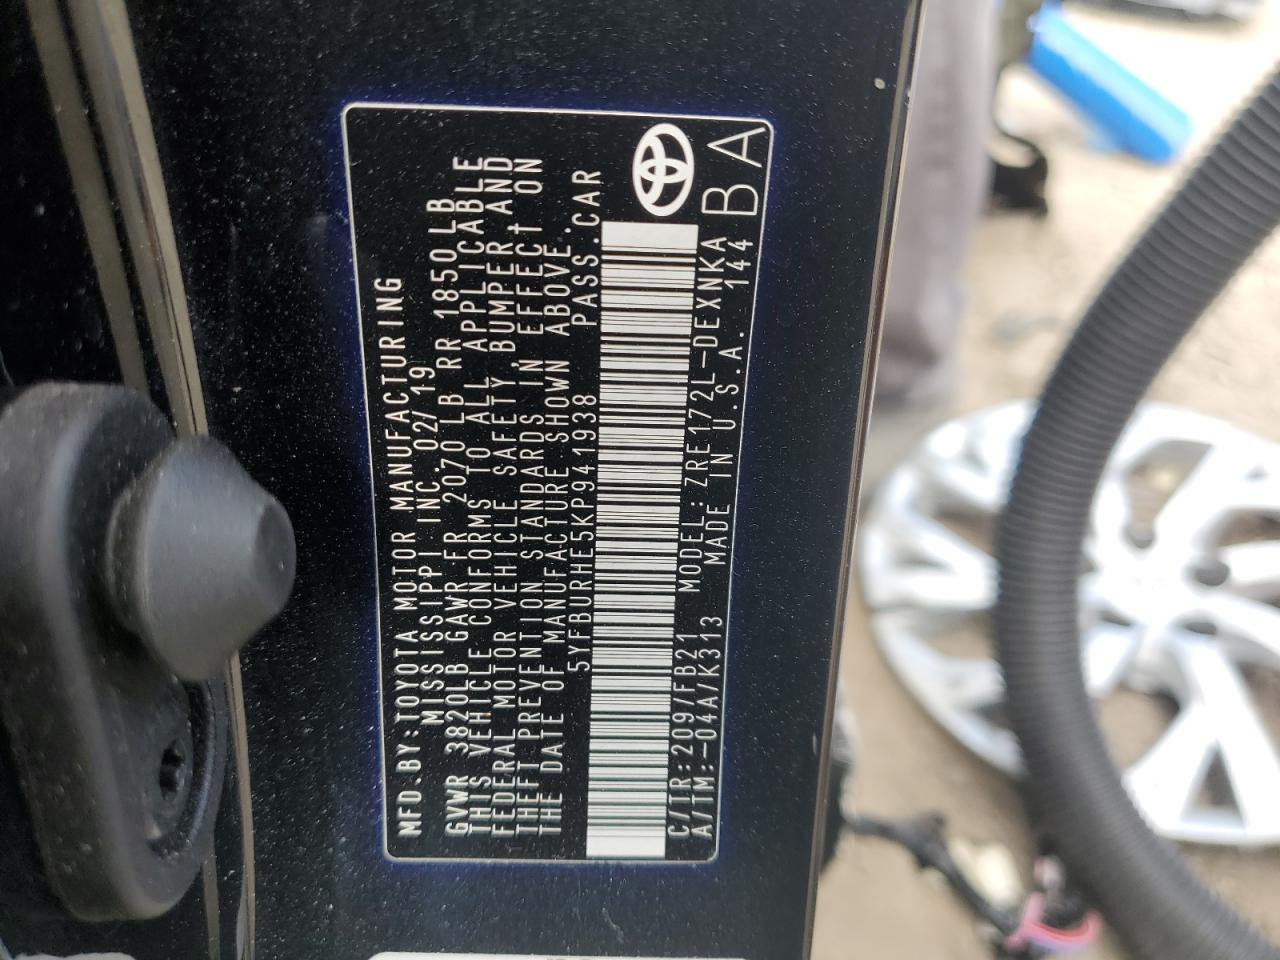 MFD.BY:TOYOTA MOTOR MANUFACTURING
MISSISSIPPI INC. 02/19
GVWR 3820LB GAWR FR 2070 LB RR 1850LB
THIS VEHICLE CONFORMS TO ALL APPLICABLE
FEDERAL MOTOR VEHICLE SAFETY, BUMPER, AND
THEFT PREVENTION STANDARDS IN EFFECT ON
THE DATE OF MANUFACTURE SHOWN ABOVE.
5YFBURHE5KP941938 PASS.CAR
C/TR:209/FB21 MODEL:ZRE172L-DEXNKA
A/TM:-04A/K313 MADE IN U.S.A. 144
BA